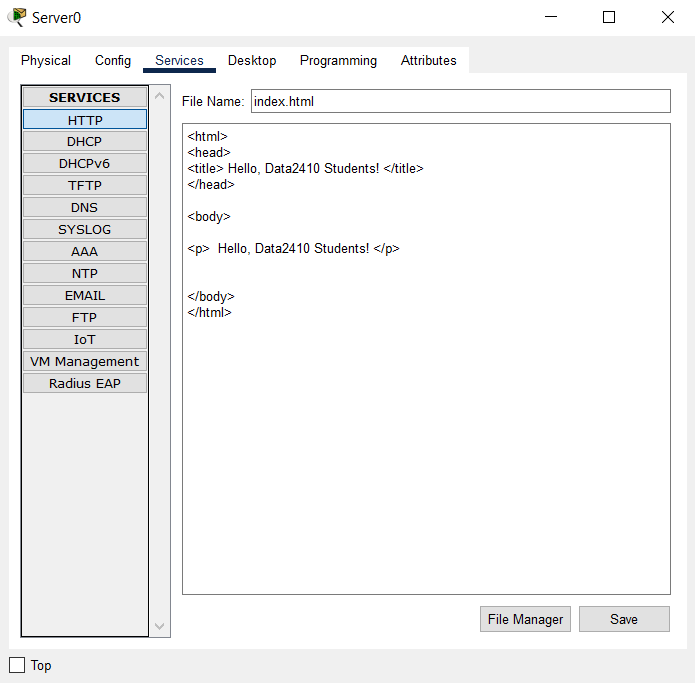 Server0
Physical Config Services Desktop Programming Attributes
SERVICES
HTTP
DHCP
DHCPv6
TFTP
DNS
SYSLOG
AAA
NTP
EMAIL
FTP
IoT
VM Management
Radius EAP
File Name: index.html
<html>
<head>
<title> Hello, Data2410 Students! </title>
</head>
<body>
<p>  Hello, Data2410 Students! </p>
</body>
</html>
File Manager Save
Top